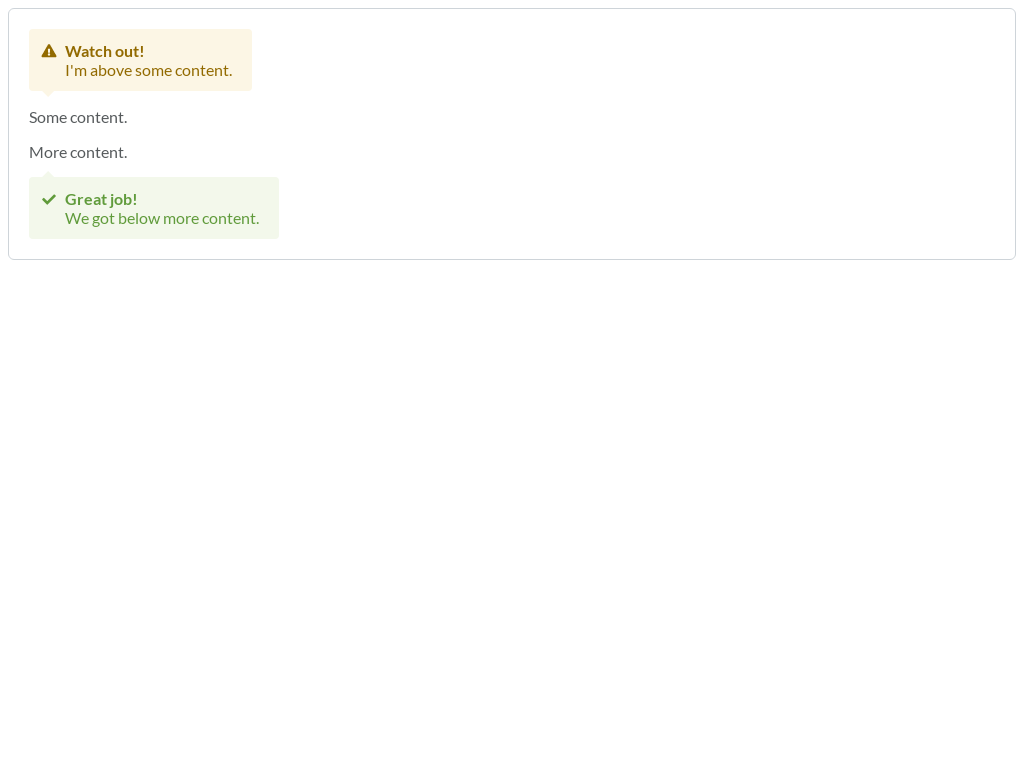 Watch out!
I'm above some content.
Some content.
More content.
Great job!
We got below more content.